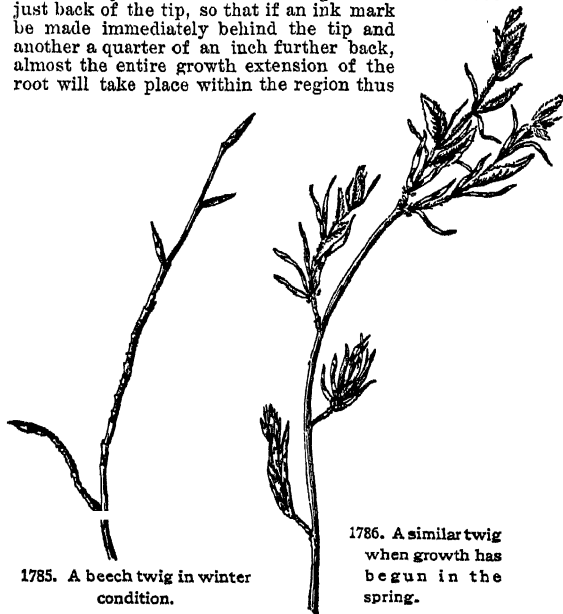 just back of the tip, so that if an ink mark
be made immediately behind the tip and
another a quarter of an inch further back,
almost the entire growth extension of the
root will take place within the region thus
1785. A beech twig in winter
condition.
1786. A similar twig
when growth has
begun in the
spring.